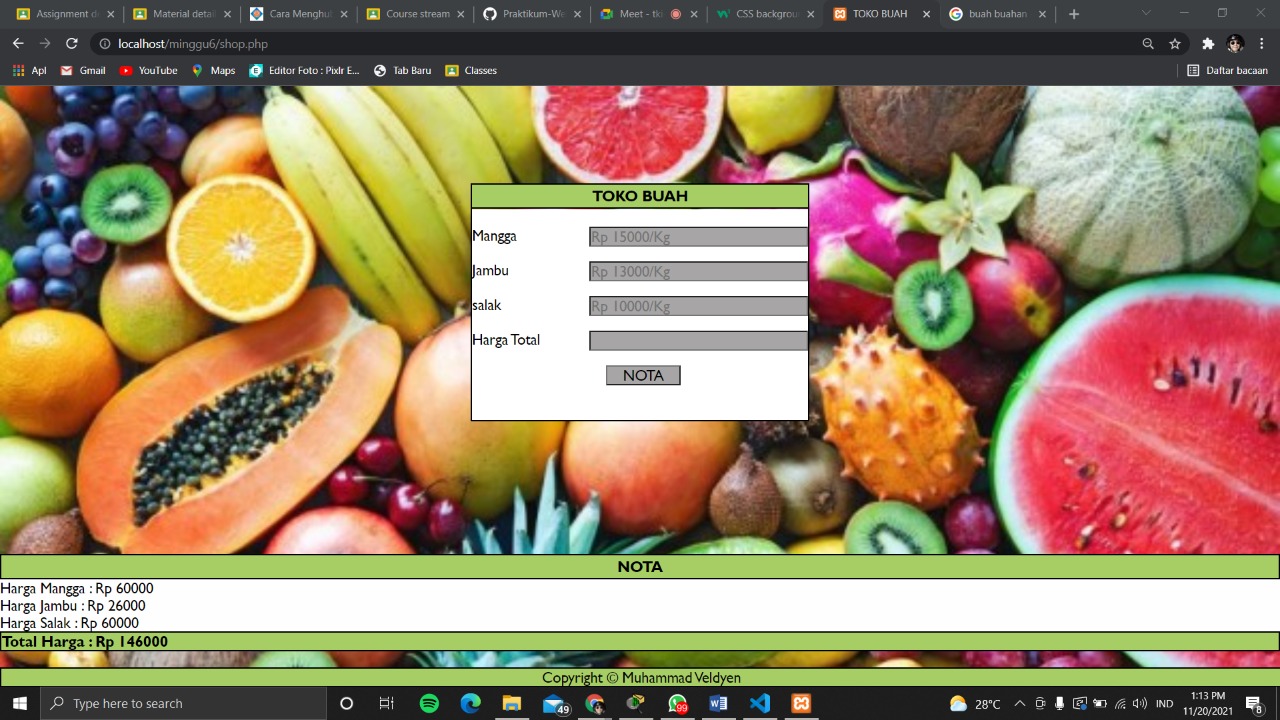 Assignment d
Material detai
Cara Menghu
Course stream
Praktikum-We
Meet - tk
CSS backgrou
TOKO BUAH
buah buahan
localhost/minggu6/shop.php
Apl
Gmail
YouTube
Maps
Editor Foto : Pixlr E...
Tab Baru
Classes
Daftar bacaan
TOKO BUAH
Mangga Rp 15000/Kg
Jambu Rp 13000/Kg
salak Rp 10000/Kg
Harga Total
NOTA
NOTA
Harga Mangga : Rp 60000
Harga Jambu : Rp 26000
Harga Salak : Rp 60000
Total Harga : Rp 146000
Copyright © Muhammad Veldyen
Type here to search
49
99
28°C
IND
1:13 PM
11/20/2021
8